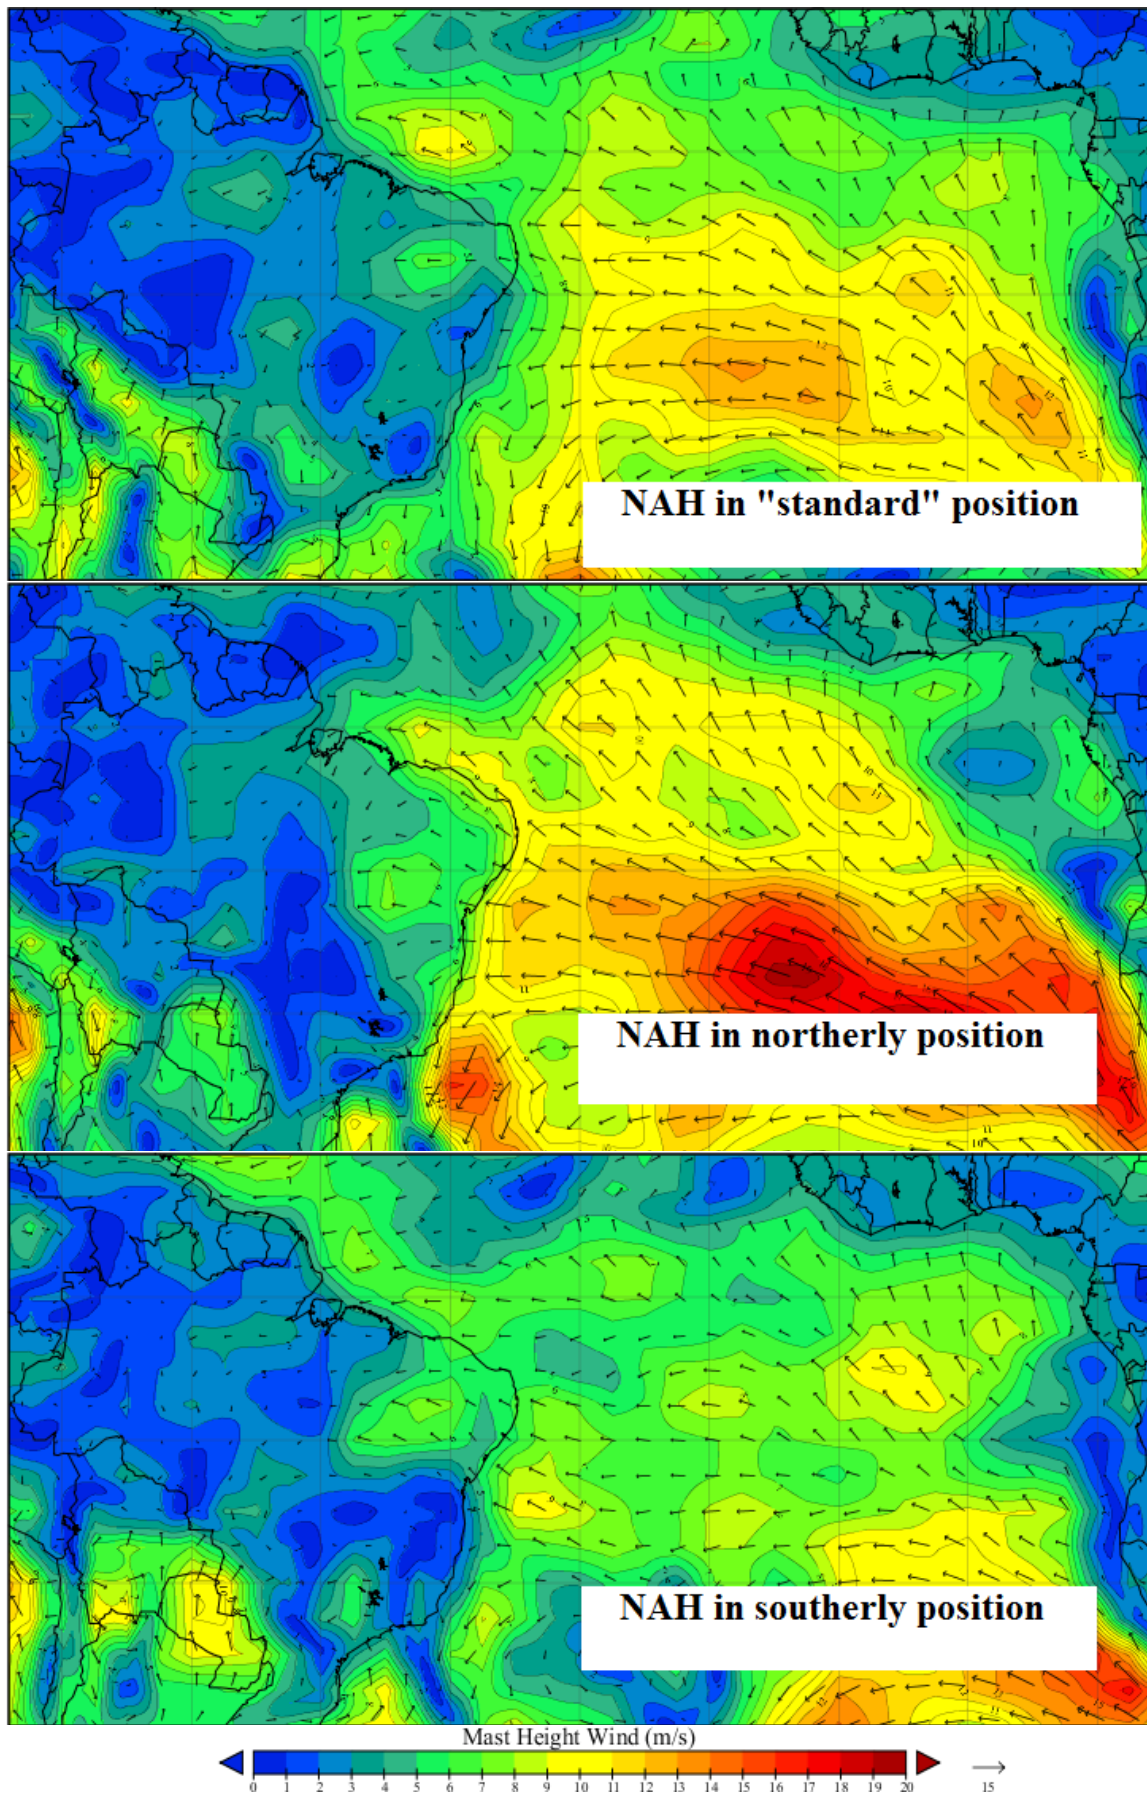 NAH in "standard" position
NAH in northerly position
NAH in southerly position
Mast Height Wind (m/s)
0 1 2 3 4 5 6 7 8 9 10 11 12 13 14 15 16 17 18 19 20
15